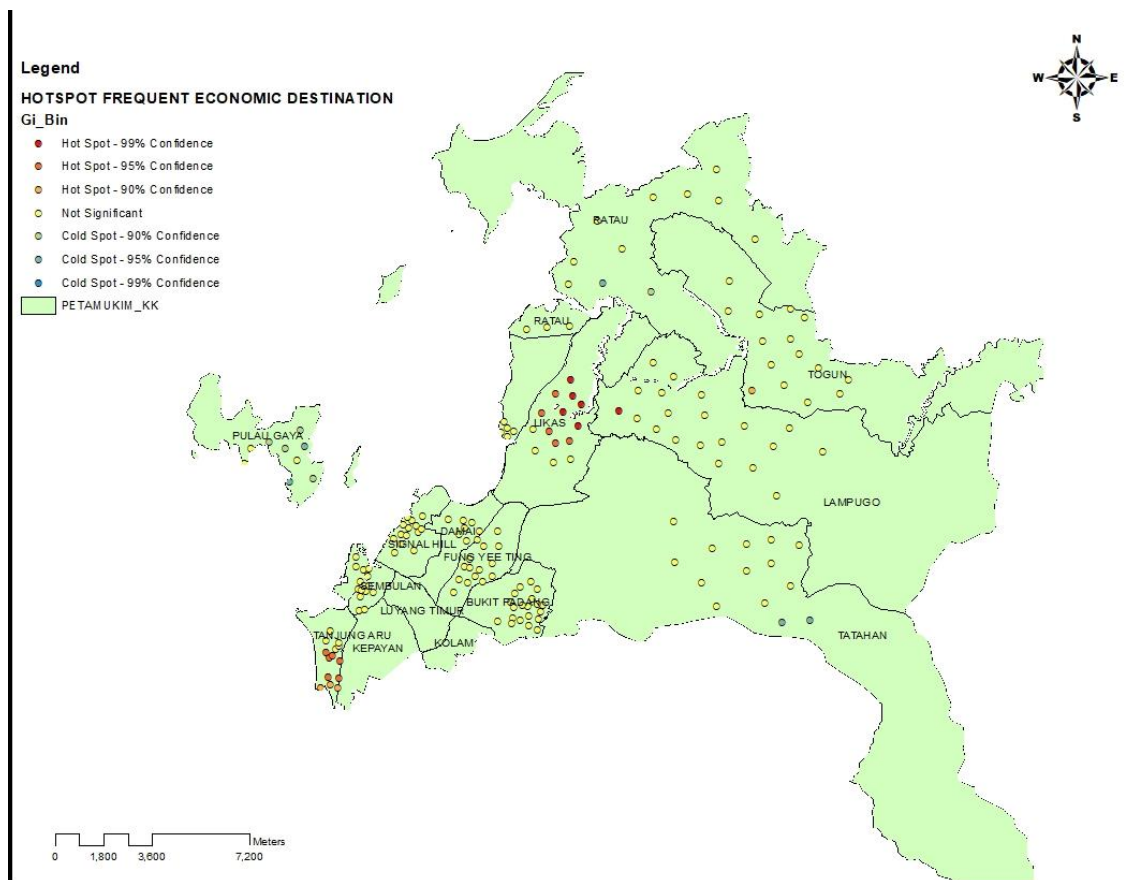 N
W E
S
Legend
HOTSPOT FREQUENT ECONOMIC DESTINATION
Gi_Bin
Hot Spot - 99% Confidence
Hot Spot - 95% Confidence
Hot Spot - 90% Confidence
Not Significant
Cold Spot - 90% Confidence
Cold Spot - 95% Confidence
Cold Spot - 99% Confidence
PETAMUKIM_KK
RATAU
RATAU
TOGUN
LIKAS
PULAU GAYA
LAMPUGO
DAMAI
SIGNAL HILL
FUNG YEE TING
SEMBULAN
BUKIT PADANG
LUYANG TIMUR
TANJUNG ARU
KOLAM
TATAHAN
KEPAYAN
Meters
0 1,800 3,600 7,200